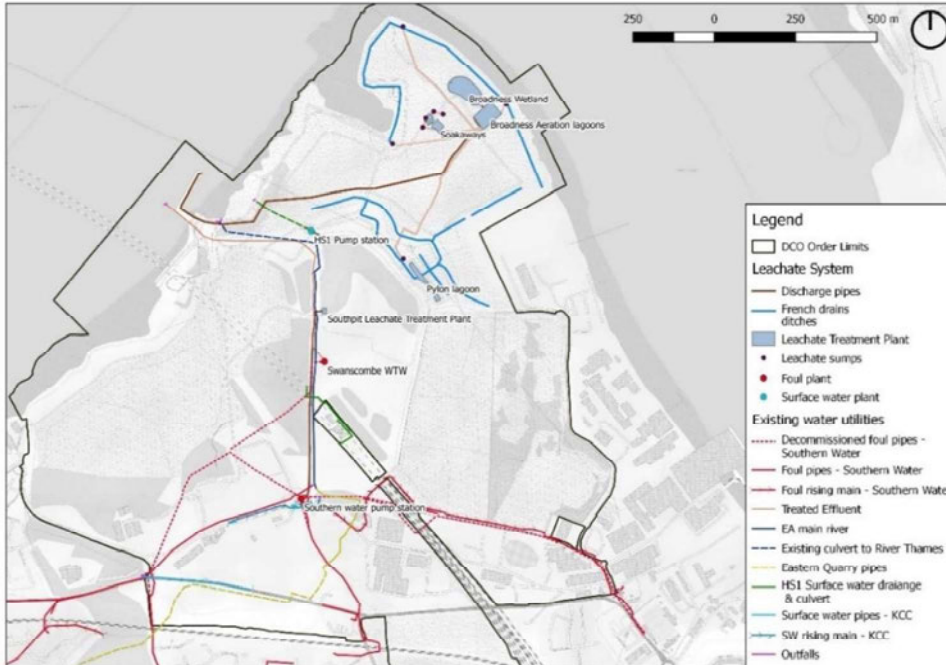 250 0 250 500 m
Broadness Wetland
Broadness Aeration lagoons
Soakaways
HS1 Pump station
Pylon lagoon
Southpit Leachate Treatment Plant
Swanscombe WTW
Southern water pump station
Legend
DCO Order Limits
Leachate System
Discharge pipes
French drains
ditches
Leachate Treatment Plant
Leachate sumps
Foul plant
Surface water plant
Existing water utilities
Decommissioned foul pipes -
Southern Water
Foul pipes - Southern Water
Foul rising main - Southern Wate
Treated Effluent
EA main river
Existing culvert to River Thames
Eastern Quarry pipes
HS1 Surface water draiange
& culvert
Surface water pipes - KCC
SW rising main - KCC
Outfalls